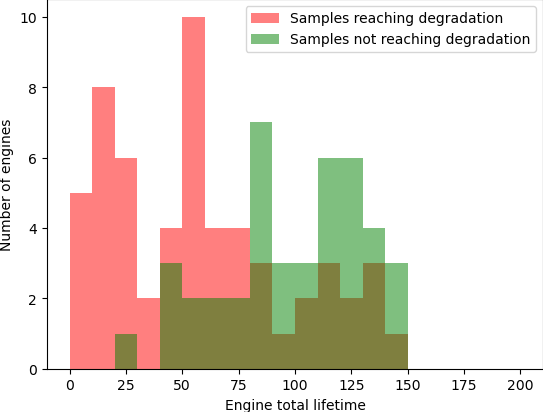 Samples reaching degradation
Samples not reaching degradation
Number of engines
10
8
6
4
2
0
0 25 50 75 100 125 150 175 200
Engine total lifetime